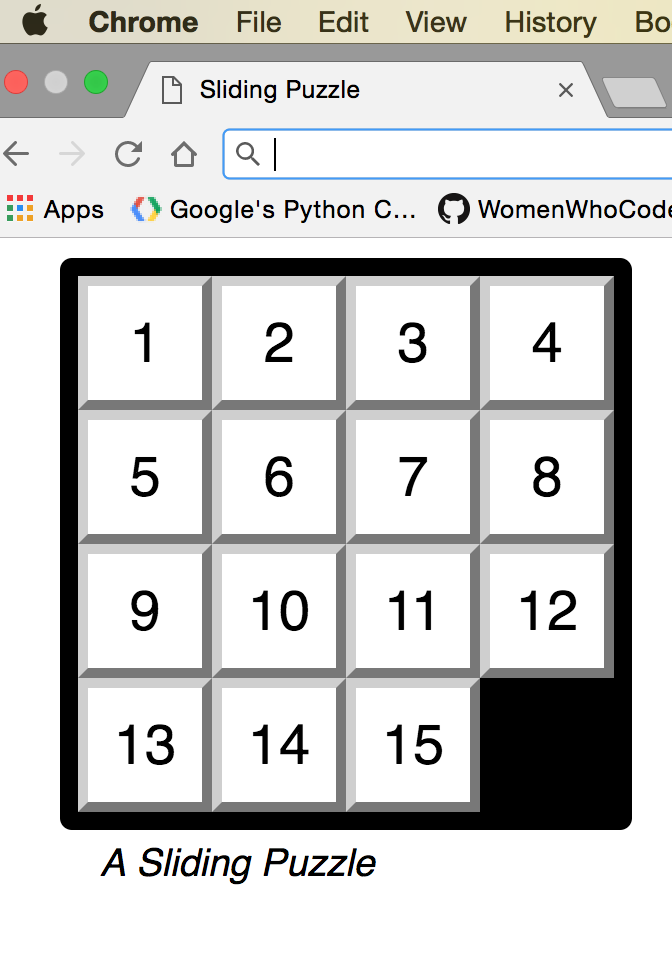 Chrome File Edit View History Bo
Sliding Puzzle
Apps Google's Python C... WomenWhoCode
1 2 3 4
5 6 7 8
9 10 11 12
13 14 15
A Sliding Puzzle